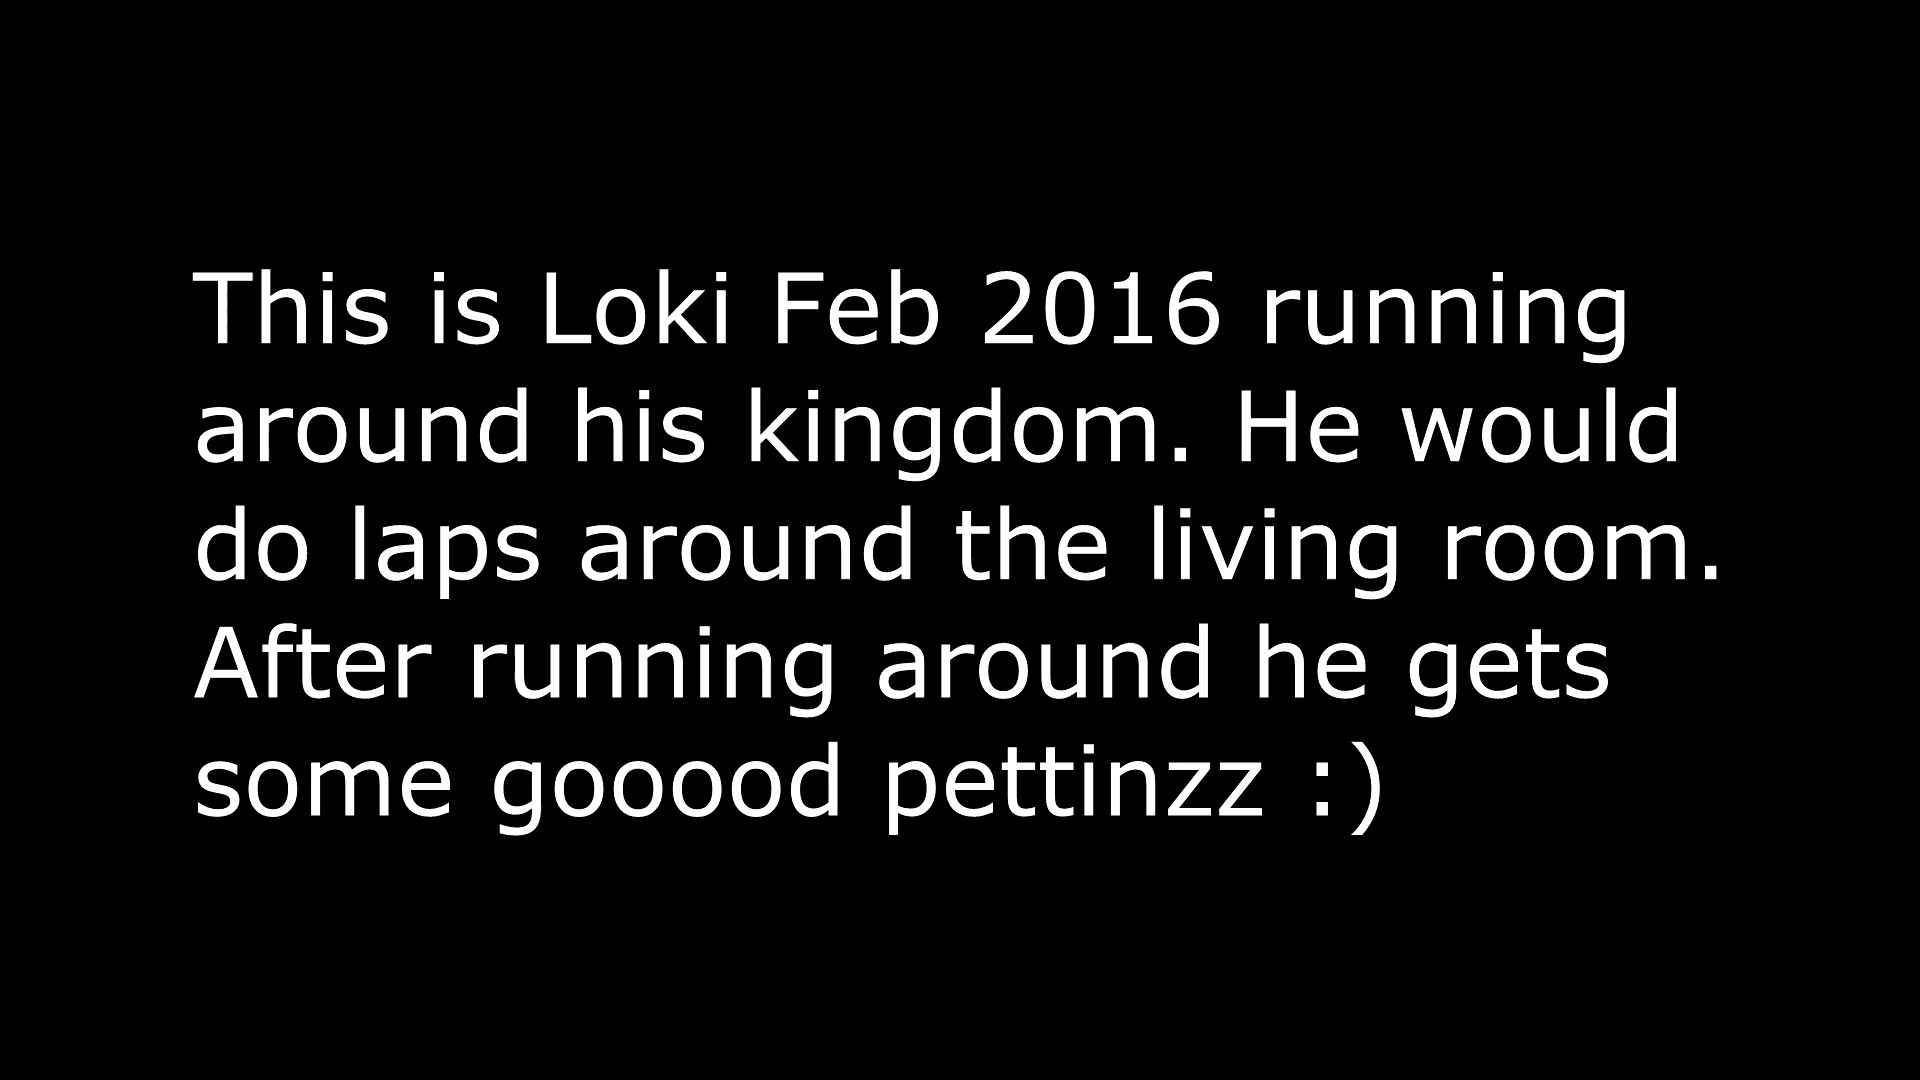 This is Loki Feb 2016 running
around his kingdom. He would
do laps around the living room.
After running around he gets
some gooood pettinzz :)